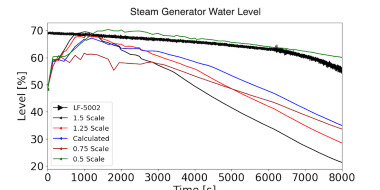 Steam Generator Water Level
Level [%]
70
60
50
40
30
20
LF-5002
1.5 Scale
1.25 Scale
Calculated
0.75 Scale
0.5 Scale
0 1000 2000 3000 4000 5000 6000 7000 8000
Time [s]